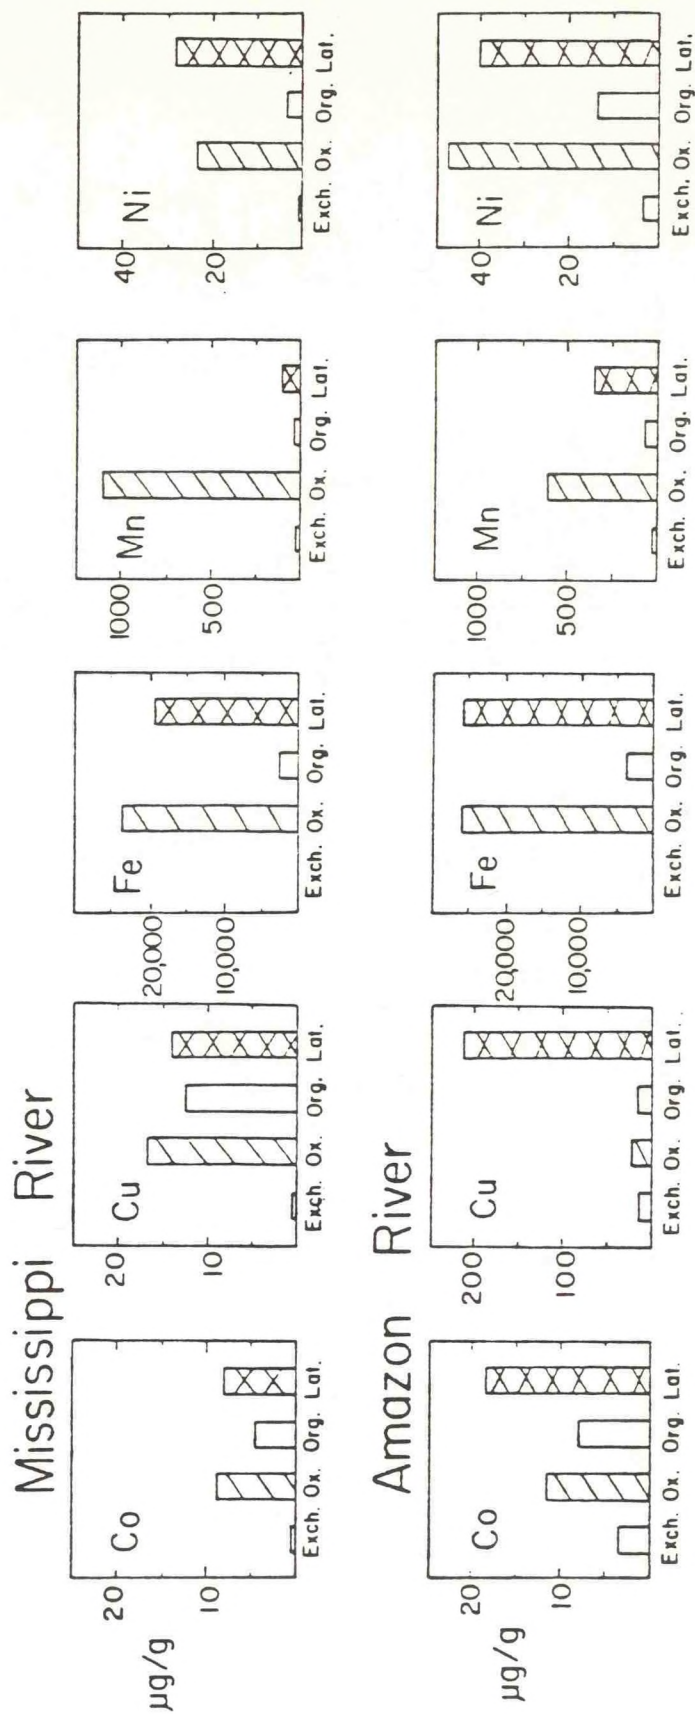 Mississippi River
µg/g
20
10
Co
Exch. Ox. Org. Lat.
20
10
Cu
Exch. Ox. Org. Lat.
20,000
10,000
Fe
Exch. Ox. Org. Lat.
1000
500
Mn
Exch. Ox. Org. Lat.
40
20
Ni
Exch. Ox. Org. Lat.
Amazon River
µg/g
20
10
Co
Exch. Ox. Org. Lat.
200
100
Cu
Exch. Ox. Org. Lat.
20,000
10,000
Fe
Exch. Ox. Org. Lat.
1000
500
Mn
Exch. Ox. Org. Lat.
40
20
Ni
Exch. Ox. Org. Lat.